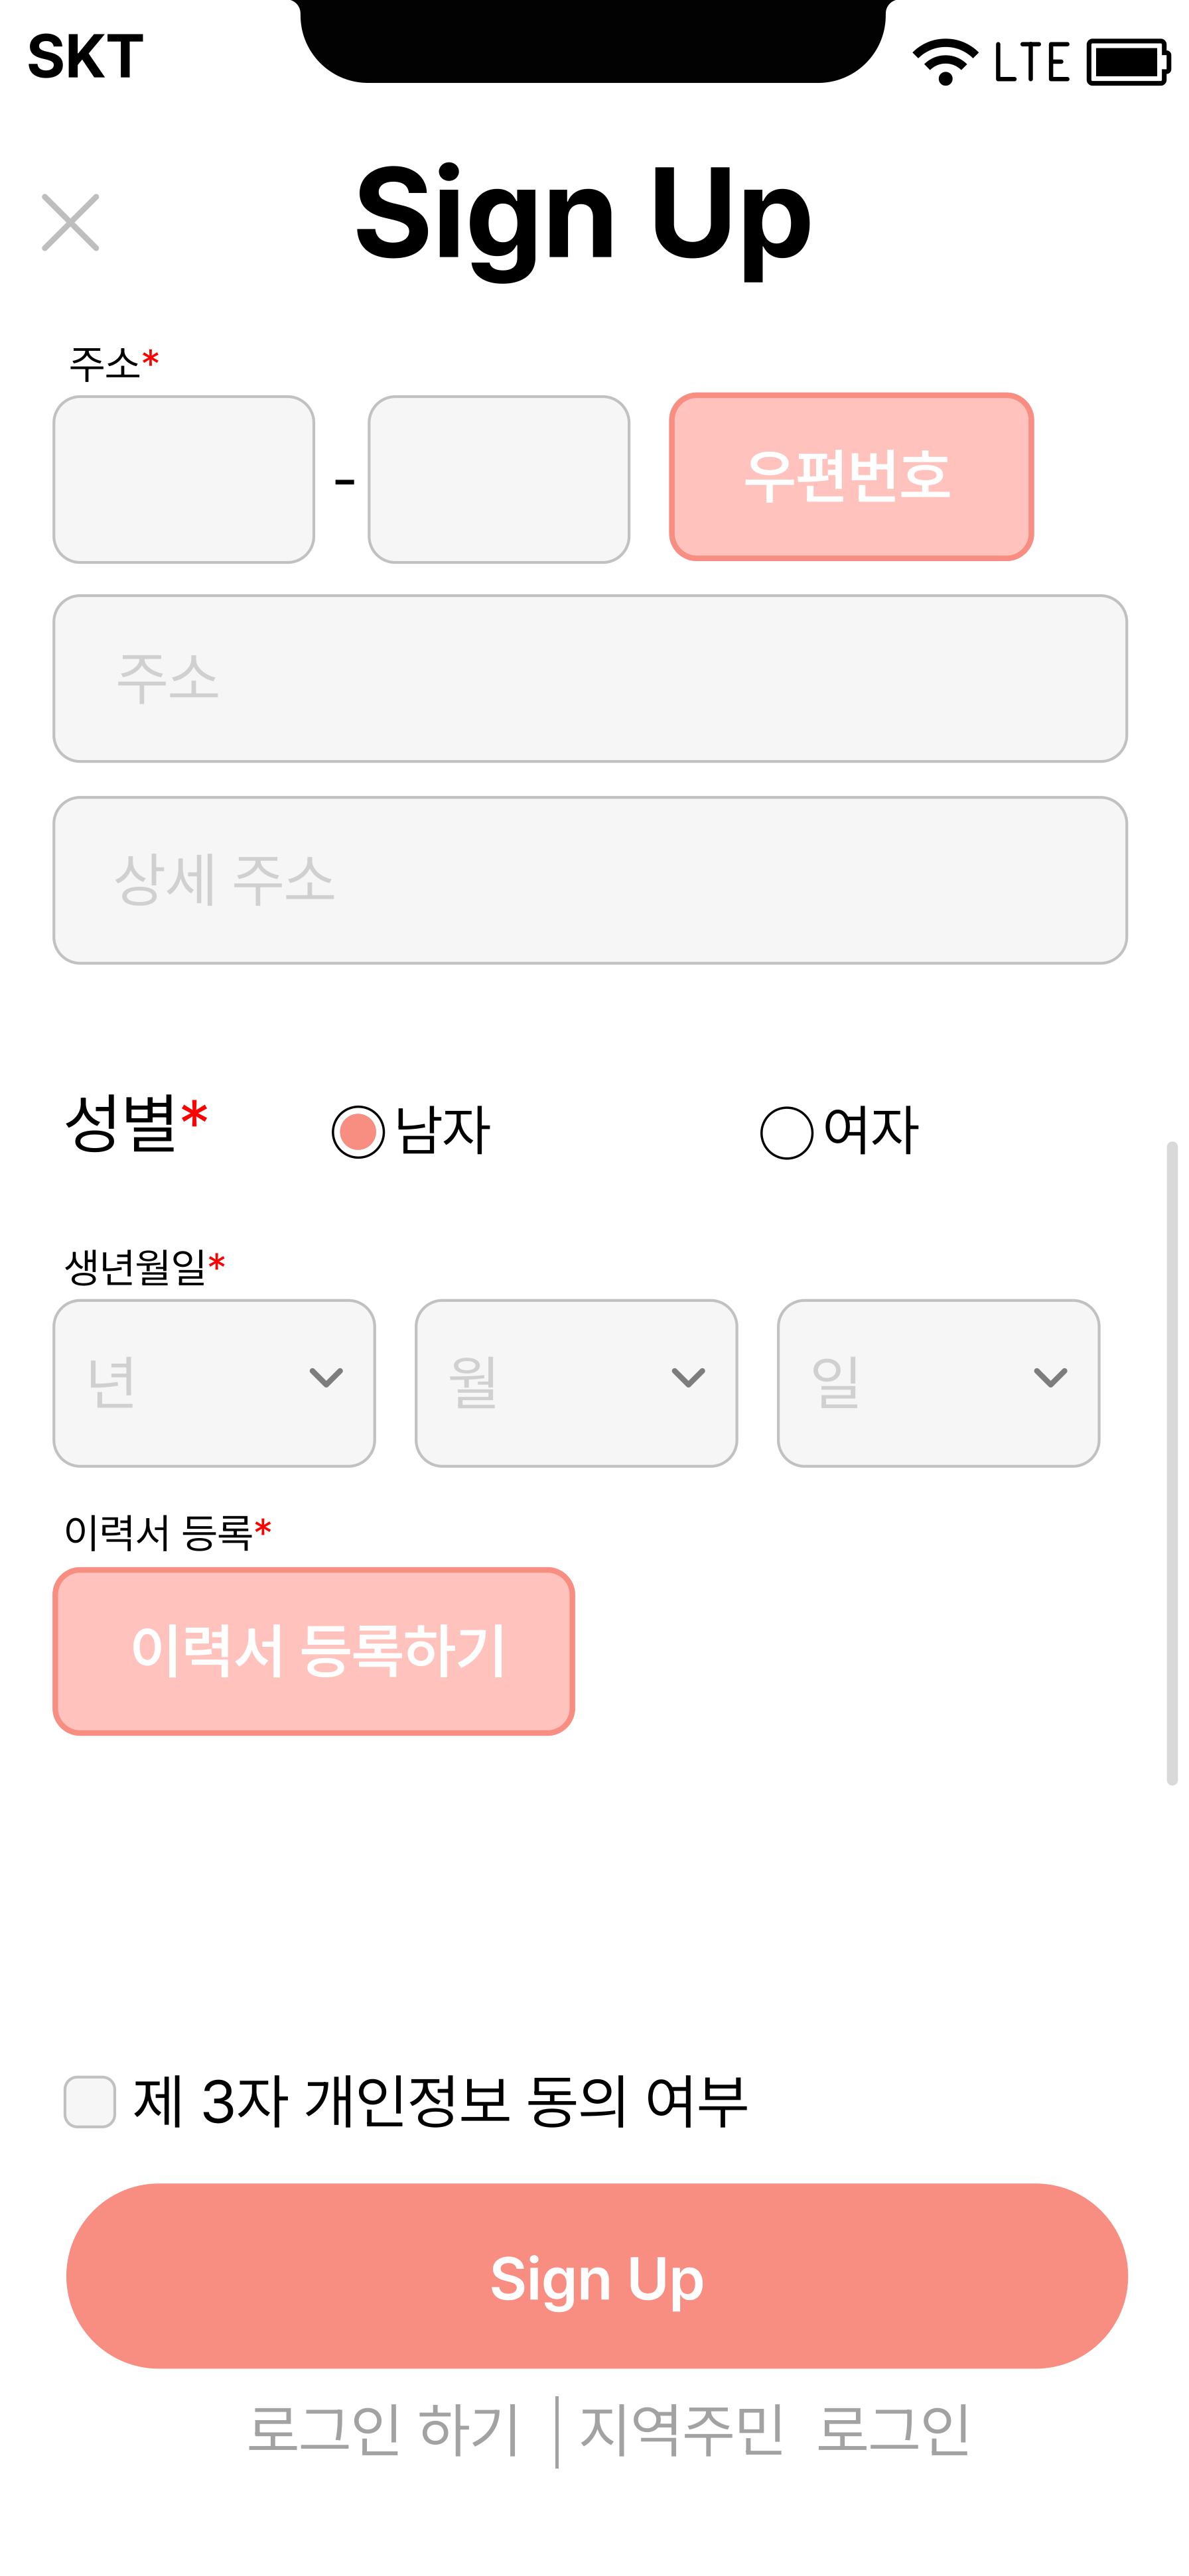 SKT LTE
Sign Up
주소*
- 우편번호
주소
상세 주소
성별* 남자 여자
생년월일*
년 월 일
이력서 등록*
이력서 등록하기
제 3자 개인정보 동의 여부
Sign Up
로그인 하기 | 지역주민 로그인